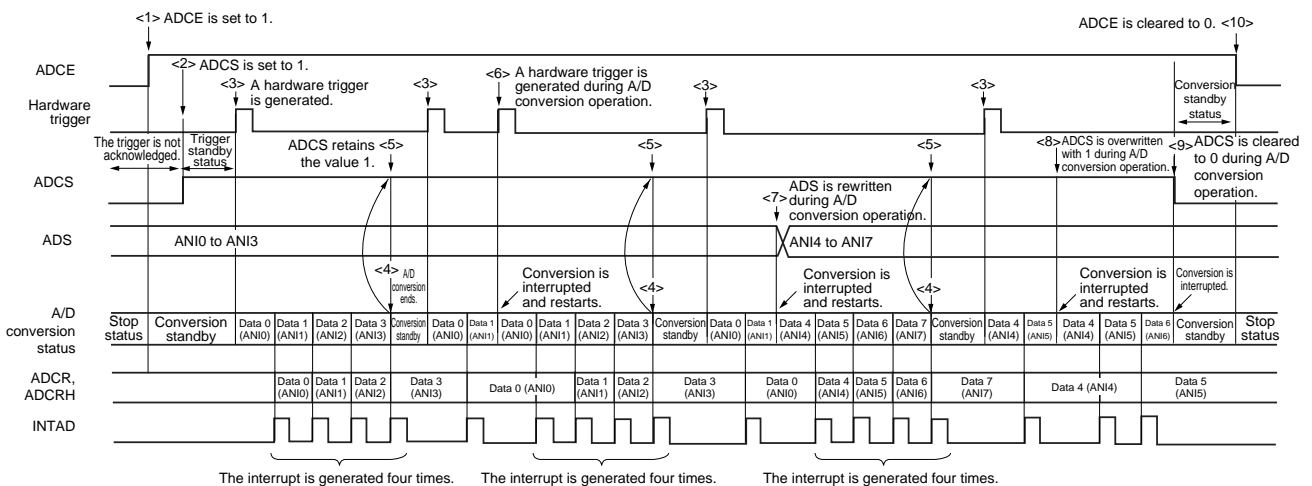 <1> ADCE is set to 1.
ADCE is cleared to 0. <10>
ADCE
<2> ADCS is set to 1.
<3> A hardware trigger
is generated.
<3>
<6> A hardware trigger is
generated during A/D
conversion operation.
<3>
<3>
Conversion
standby
status
Hardware
trigger
The trigger is not
acknowledged.
Trigger
standby
status
ADCS retains <5>
the value 1.
<5>
<5>
<8> ADCS is overwritten
with 1 during A/D
conversion operation.
<9> ADCS is cleared
to 0 during A/D
conversion
operation.
ADCS
<7> ADS is rewritten
during A/D
conversion operation.
ADS
ANI0 to ANI3
ANI4 to ANI7
<4> A/D
conversion
ends.
Conversion is
interrupted
and restarts.
<4>
Conversion is
interrupted
and restarts.
<4>
Conversion is
interrupted
and restarts.
Conversion is
interrupted.
A/D
conversion
status
Stop
status
Conversion
standby
Data 0
(ANI0)
Data 1
(ANI1)
Data 2
(ANI2)
Data 3
(ANI3)
Conversion
standby
Data 0
(ANI0)
Data 1
(ANI1)
Data 0
(ANI0)
Data 1
(ANI1)
Data 2
(ANI2)
Data 3
(ANI3)
Conversion
standby
Data 0
(ANI0)
Data 1
(ANI1)
Data 4
(ANI4)
Data 5
(ANI5)
Data 6
(ANI6)
Data 7
(ANI7)
Conversion
standby
Data 4
(ANI4)
Data 5
(ANI5)
Data 4
(ANI4)
Data 5
(ANI5)
Data 6
(ANI6)
Conversion
standby
Stop
status
ADCR,
ADCRH
Data 0
(ANI0)
Data 1
(ANI1)
Data 2
(ANI2)
Data 3
(ANI3)
Data 0 (ANI0)
Data 1
(ANI1)
Data 2
(ANI2)
Data 3
(ANI3)
Data 0
(ANI0)
Data 4
(ANI4)
Data 5
(ANI5)
Data 6
(ANI6)
Data 7
(ANI7)
Data 4 (ANI4)
Data 5
(ANI5)
INTAD
The interrupt is generated four times.
The interrupt is generated four times.
The interrupt is generated four times.